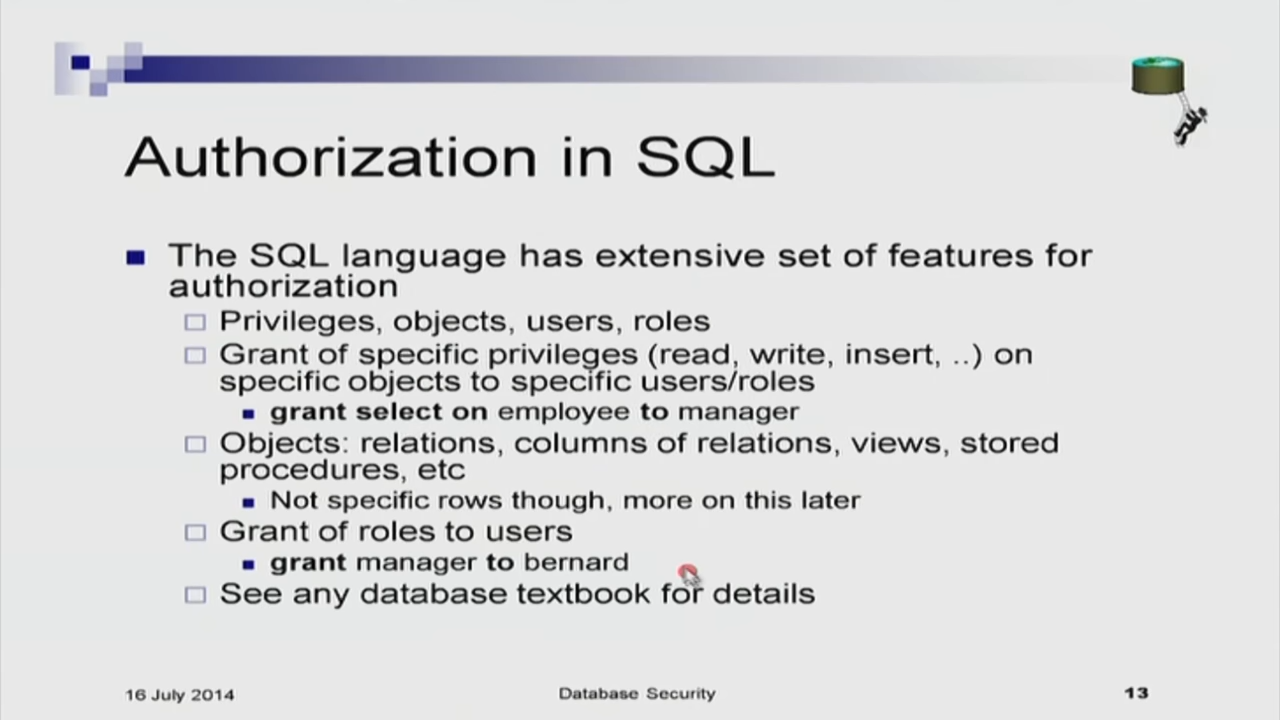 Authorization in SQL
The SQL language has extensive set of features for
authorization
Privileges, objects, users, roles
Grant of specific privileges (read, write, insert, ..) on
specific objects to specific users/roles
grant select on employee to manager
Objects: relations, columns of relations, views, stored
procedures, etc
Not specific rows though, more on this later
Grant of roles to users
grant manager to bernard
See any database textbook for details
16 July 2014
Database Security
13